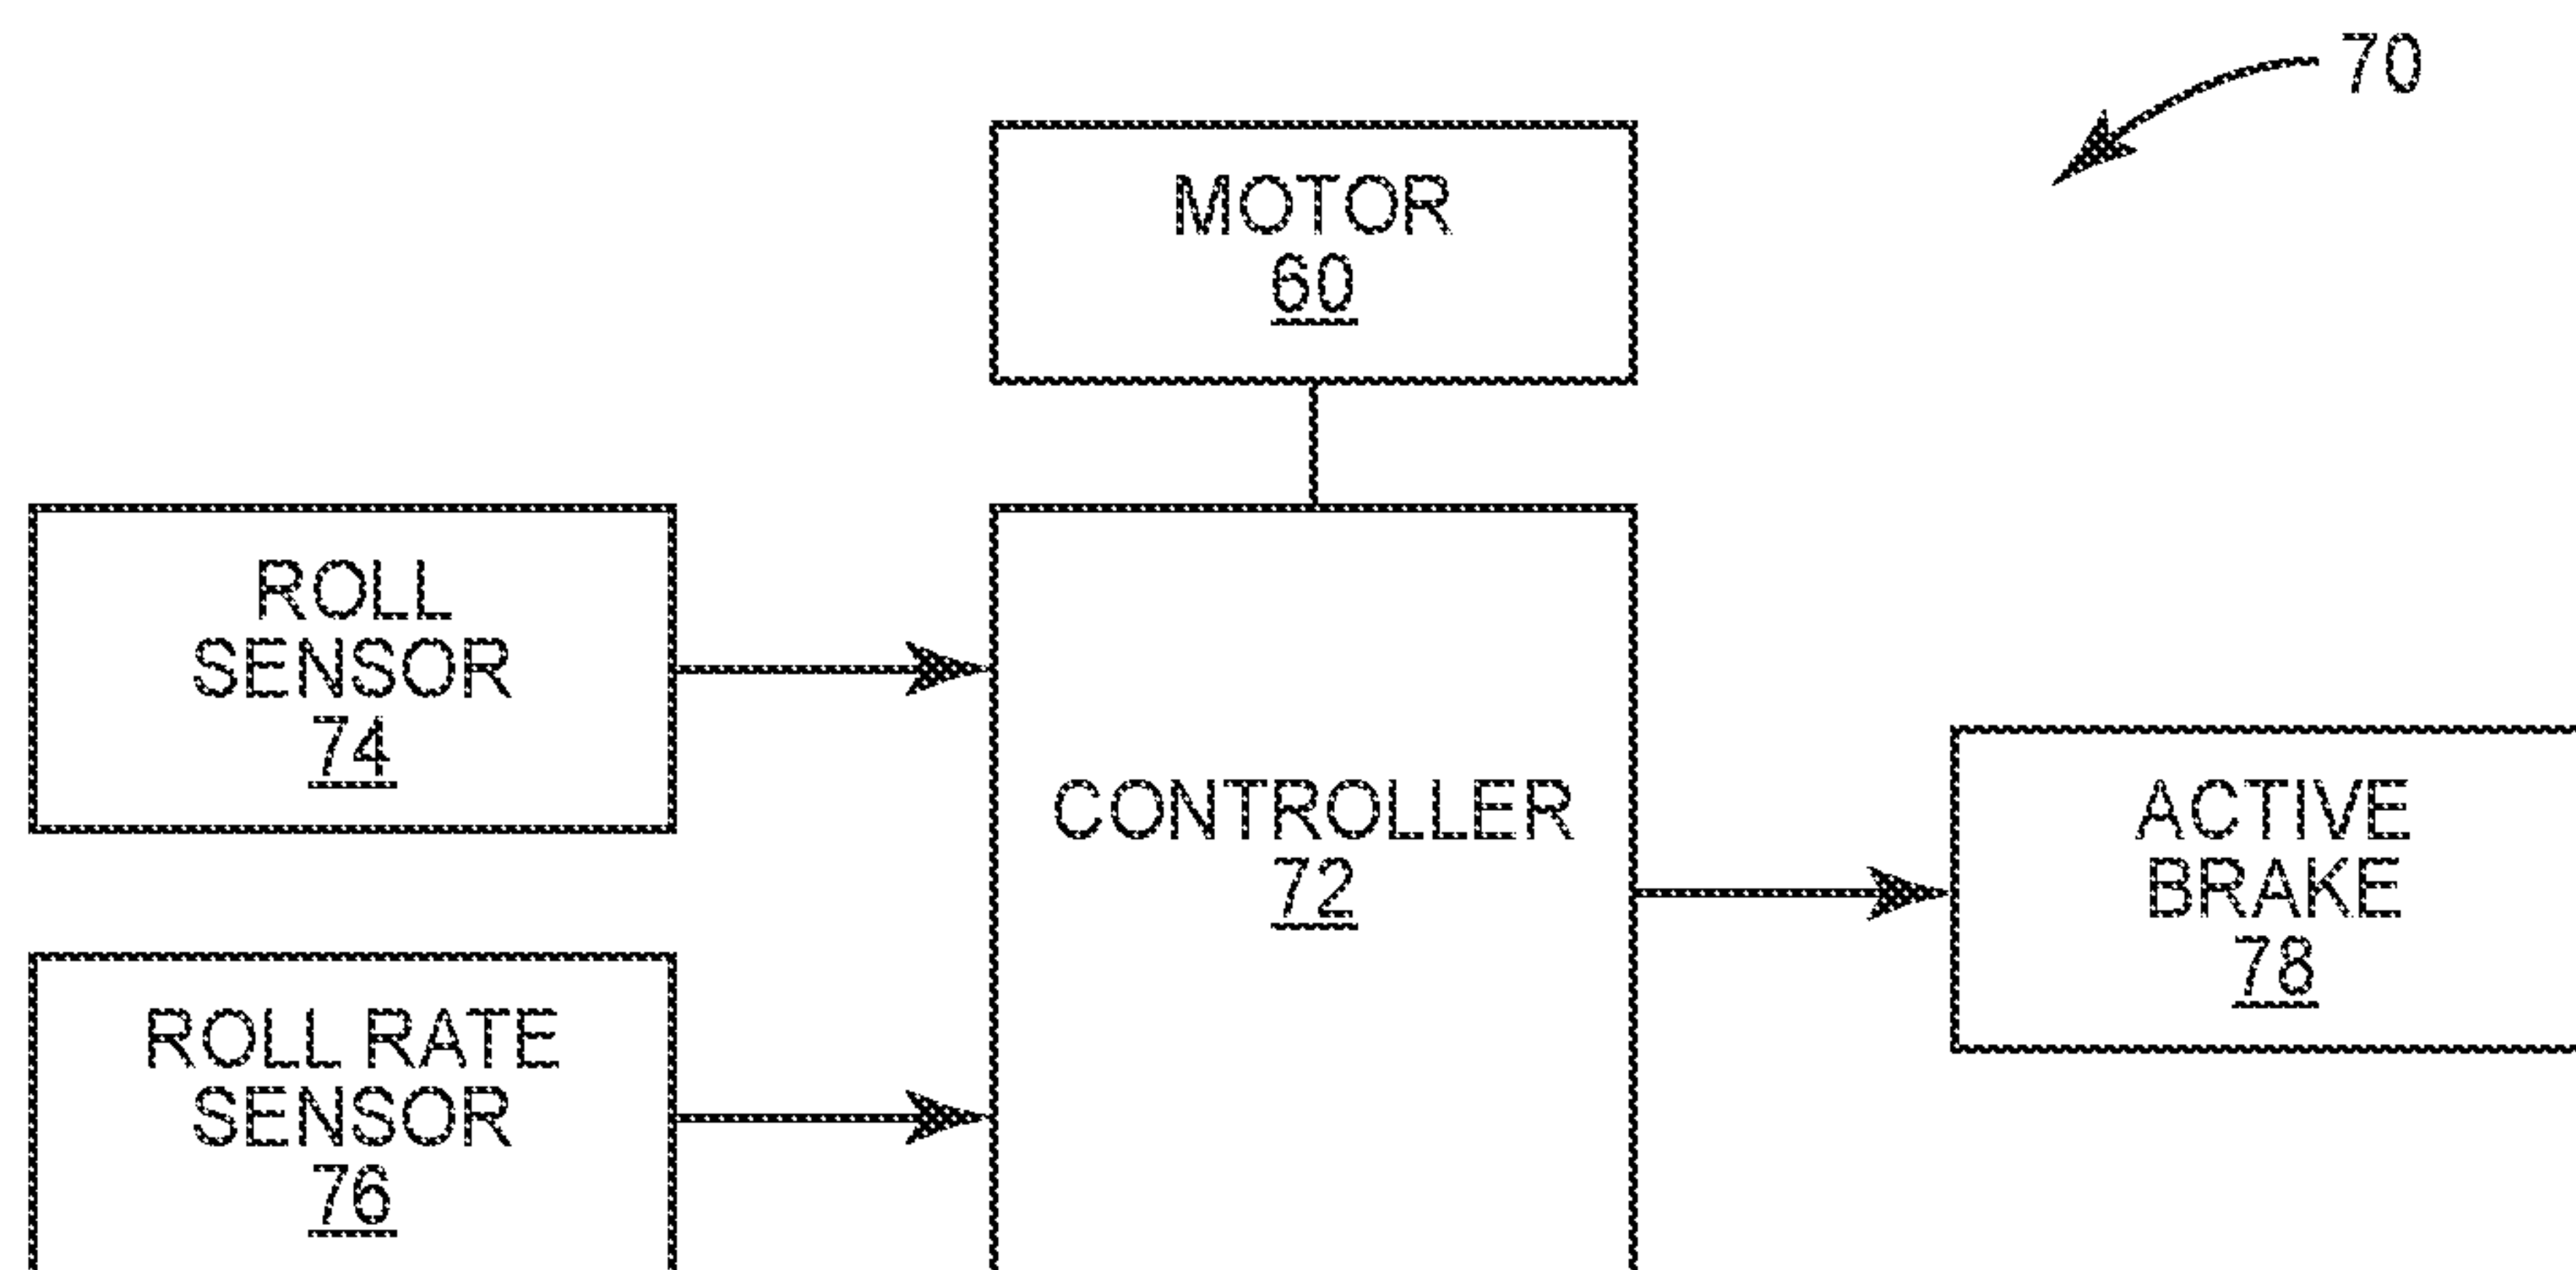 70
MOTOR
60
ROLL
SENSOR
74
CONTROLLER
72
ACTIVE
BRAKE
78
ROLL RATE
SENSOR
76